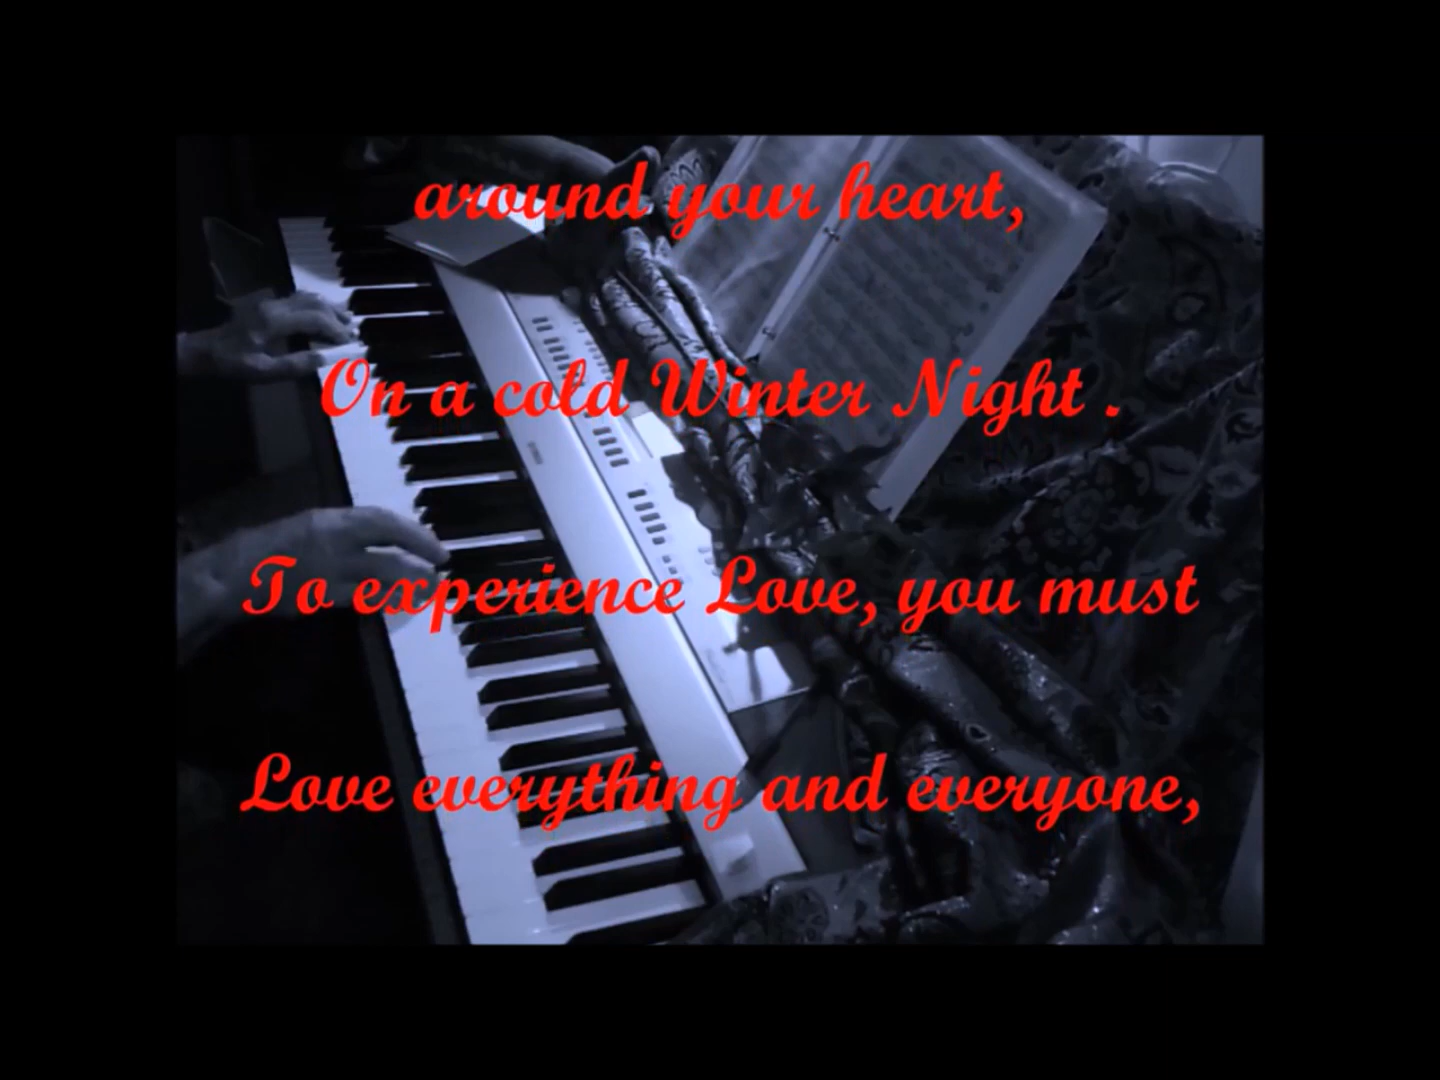 around your heart,
On a cold Winter Night .
To experience Love, you must
Love everything and everyone,